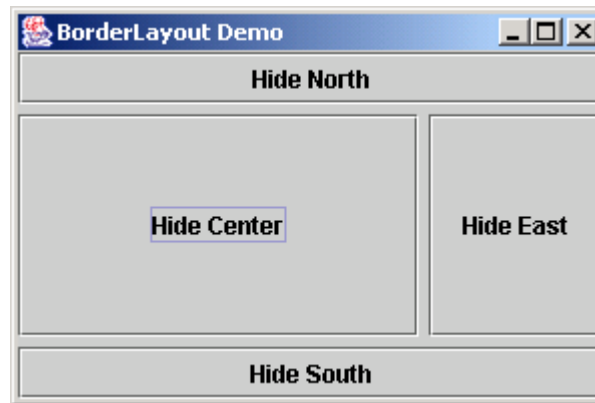 BorderLayout Demo
Hide North
Hide Center
Hide East
Hide South